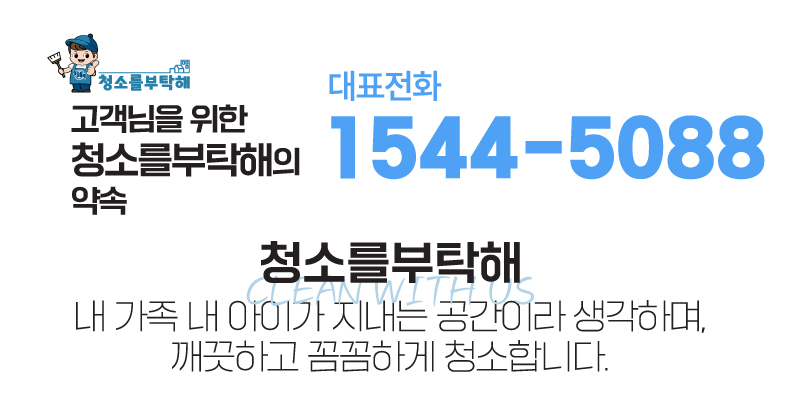 청소를부탁해
고객님을 위한
청소를부탁해의
약속
대표전화
1544-5088
청소를부탁해
CLEAN WITH US
내 가족 내 아이가 지내는 공간이라 생각하며,
깨끗하고 꼼꼼하게 청소합니다.